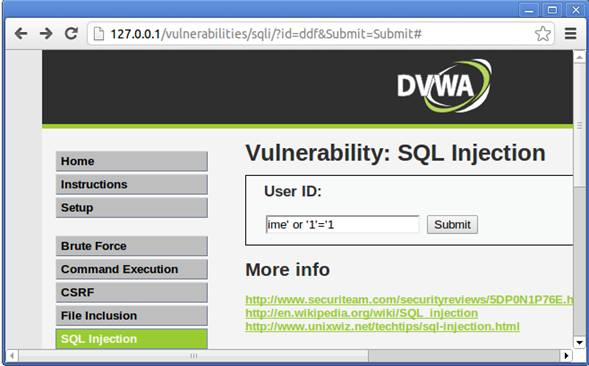 127.0.0.1/vulnerabilities/sqli/?id=ddf&Submit=Submit#
DVWA
Home
Instructions
Setup
Brute Force
Command Execution
CSRF
File Inclusion
SQL Injection
Vulnerability: SQL Injection
User ID:
ime' or '1'='1
Submit
More info
http://www.securiteam.com/securityreviews/5DP0N1P76E.h
http://en.wikipedia.org/wiki/SQL_injection
http://www.unixwiz.net/techtips/sql-injection.html